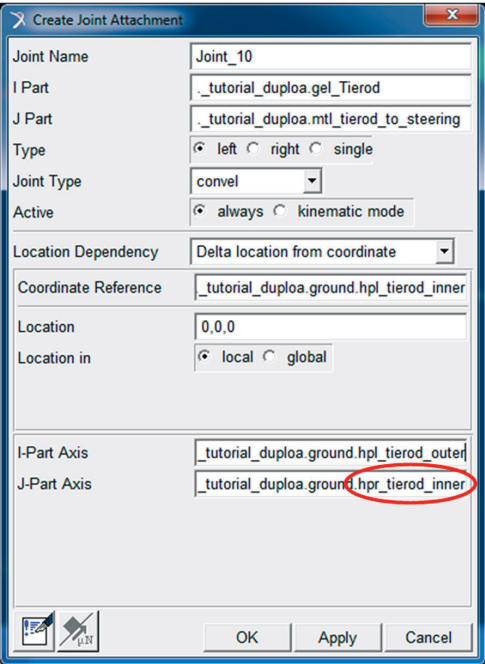 Create Joint Attachment
Joint Name Joint_10
I Part ._tutorial_duploa.gel_Tierod
J Part ._tutorial_duploa.mtl_tierod_to_steering
Type left right single
Joint Type convel
Active always kinematic mode
Location Dependency Delta location from coordinate
Coordinate Reference ._tutorial_duploa.ground.hpl_tierod_inner
Location 0,0,0
Location in local global
I-Part Axis _tutorial_duploa.ground.hpl_tierod_outer
J-Part Axis _tutorial_duploa.ground.hpr_tierod_inner
μN
OK Apply Cancel